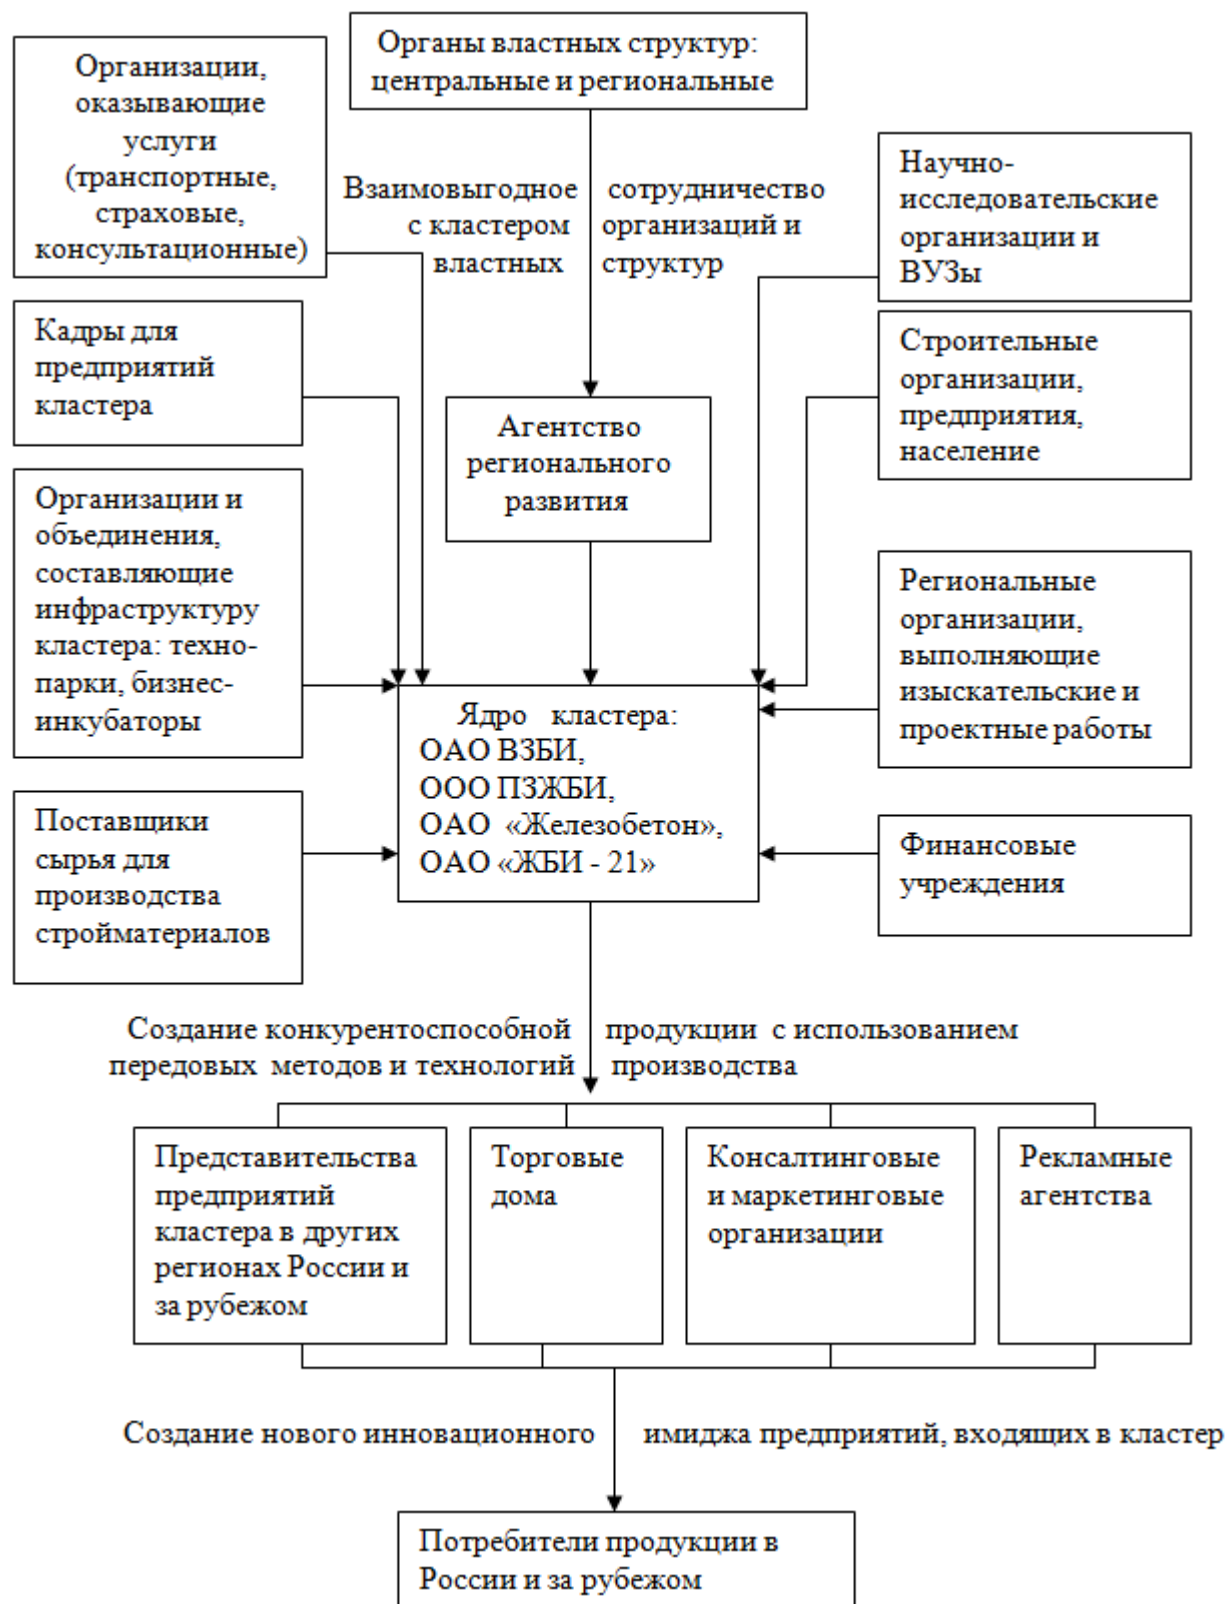 Органы властных структур:
центральные и региональные
Организации,
оказывающие
услуги
(транспортные,
страховые,
консультационные)
Взаимовыгодное сотрудничество
с кластером организаций и
властных структур
Научно-
исследовательские
организации и
ВУЗы
Кадры для
предприятий
кластера
Агентство
регионального
развития
Строительные
организации,
предприятия,
население
Организации и
объединения,
составляющие
инфраструктуру
кластера: техно-
парки, бизнес-
инкубаторы
Региональные
организации,
выполняющие
изыскательские и
проектные работы
Ядро кластера:
ОАО ВЗБИ,
ООО ПЗЖБИ,
ОАО «Железобетон»,
ОАО «ЖБИ - 21»
Поставщики
сырья для
производства
стройматериалов
Финансовые
учреждения
Создание конкурентоспособной продукции с использованием
передовых методов и технологий производства
Представительства
предприятий
кластера в других
регионах России и
за рубежом
Торговые
дома
Консалтинговые
и маркетинговые
организации
Рекламные
агентства
Создание нового инновационного имиджа предприятий, входящих в кластер
Потребители продукции в
России и за рубежом